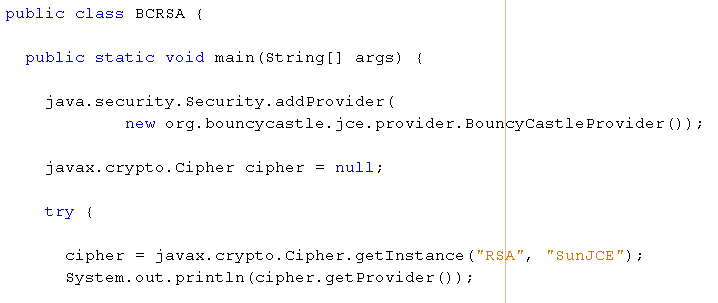 public class BCRSA {
public static void main(String[] args) {
java.security.Security.addProvider(
new org.bouncycastle.jce.provider.BouncyCastleProvider());
javax.crypto.Cipher cipher = null;
try {
cipher = javax.crypto.Cipher.getInstance("RSA", "SunJCE");
System.out.println(cipher.getProvider());